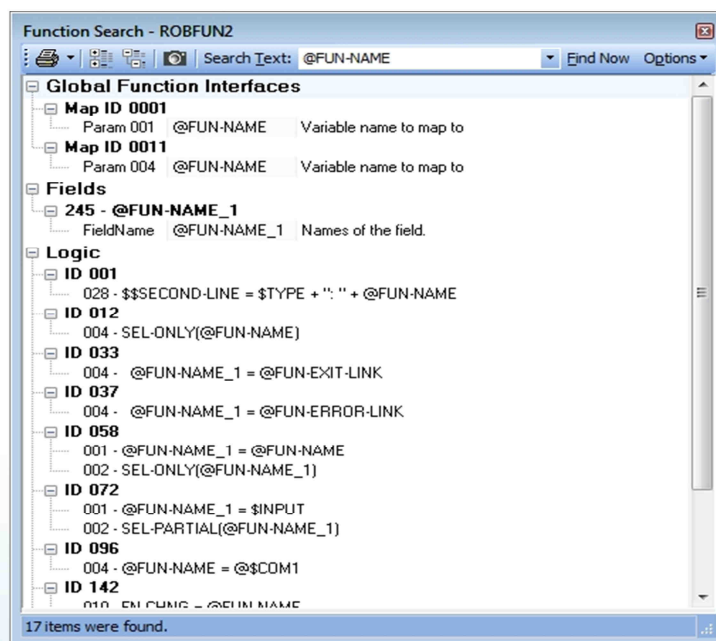 Function Search - ROBFUN2
Search Text: @FUN-NAME Find Now Options
Global Function Interfaces
Map ID 0001
Param 001 @FUN-NAME Variable name to map to
Map ID 0011
Param 004 @FUN-NAME Variable name to map to
Fields
245 - @FUN-NAME_1
FieldName @FUN-NAME_1 Names of the field.
Logic
ID 001
028 - $$SECOND-LINE = $TYPE + ": " + @FUN-NAME
ID 012
004 - SEL-ONLY(@FUN-NAME)
ID 033
004 - @FUN-NAME_1 = @FUN-EXIT-LINK
ID 037
004 - @FUN-NAME_1 = @FUN-ERROR-LINK
ID 058
001 - @FUN-NAME_1 = @FUN-NAME
002 - SEL-ONLY(@FUN-NAME_1)
ID 072
001 - @FUN-NAME_1 = $INPUT
002 - SEL-PARTIAL(@FUN-NAME_1)
ID 096
004 - @FUN-NAME = @$COM1
ID 142
= @FUN-NAME
17 items were found.